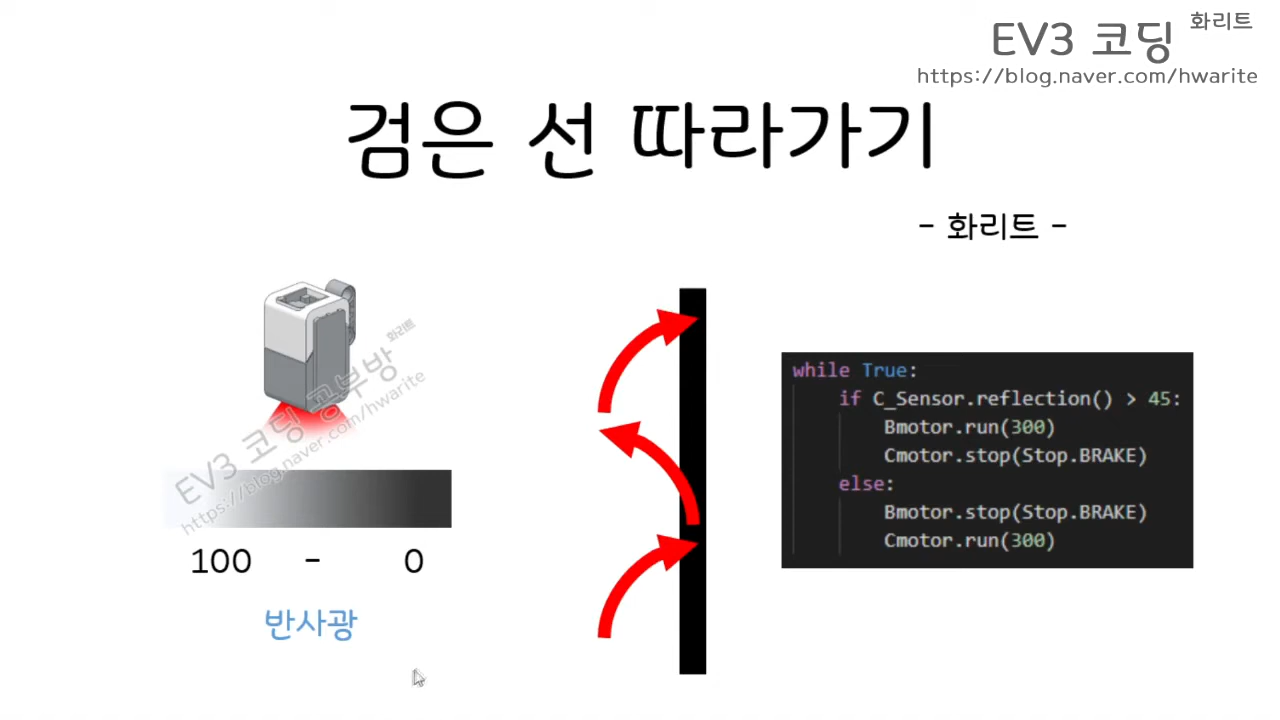 화리트
EV3 코딩
https://blog.naver.com/hwarite
검은 선 따라가기
- 화리트 -
화리트
EV3 코딩 공부방
https://blog.naver.com/hwarite
100 - 0
반사광
while True:
    if C_Sensor.reflection() > 45:
        Bmotor.run(300)
        Cmotor.stop(Stop.BRAKE)
    else:
        Bmotor.stop(Stop.BRAKE)
        Cmotor.run(300)